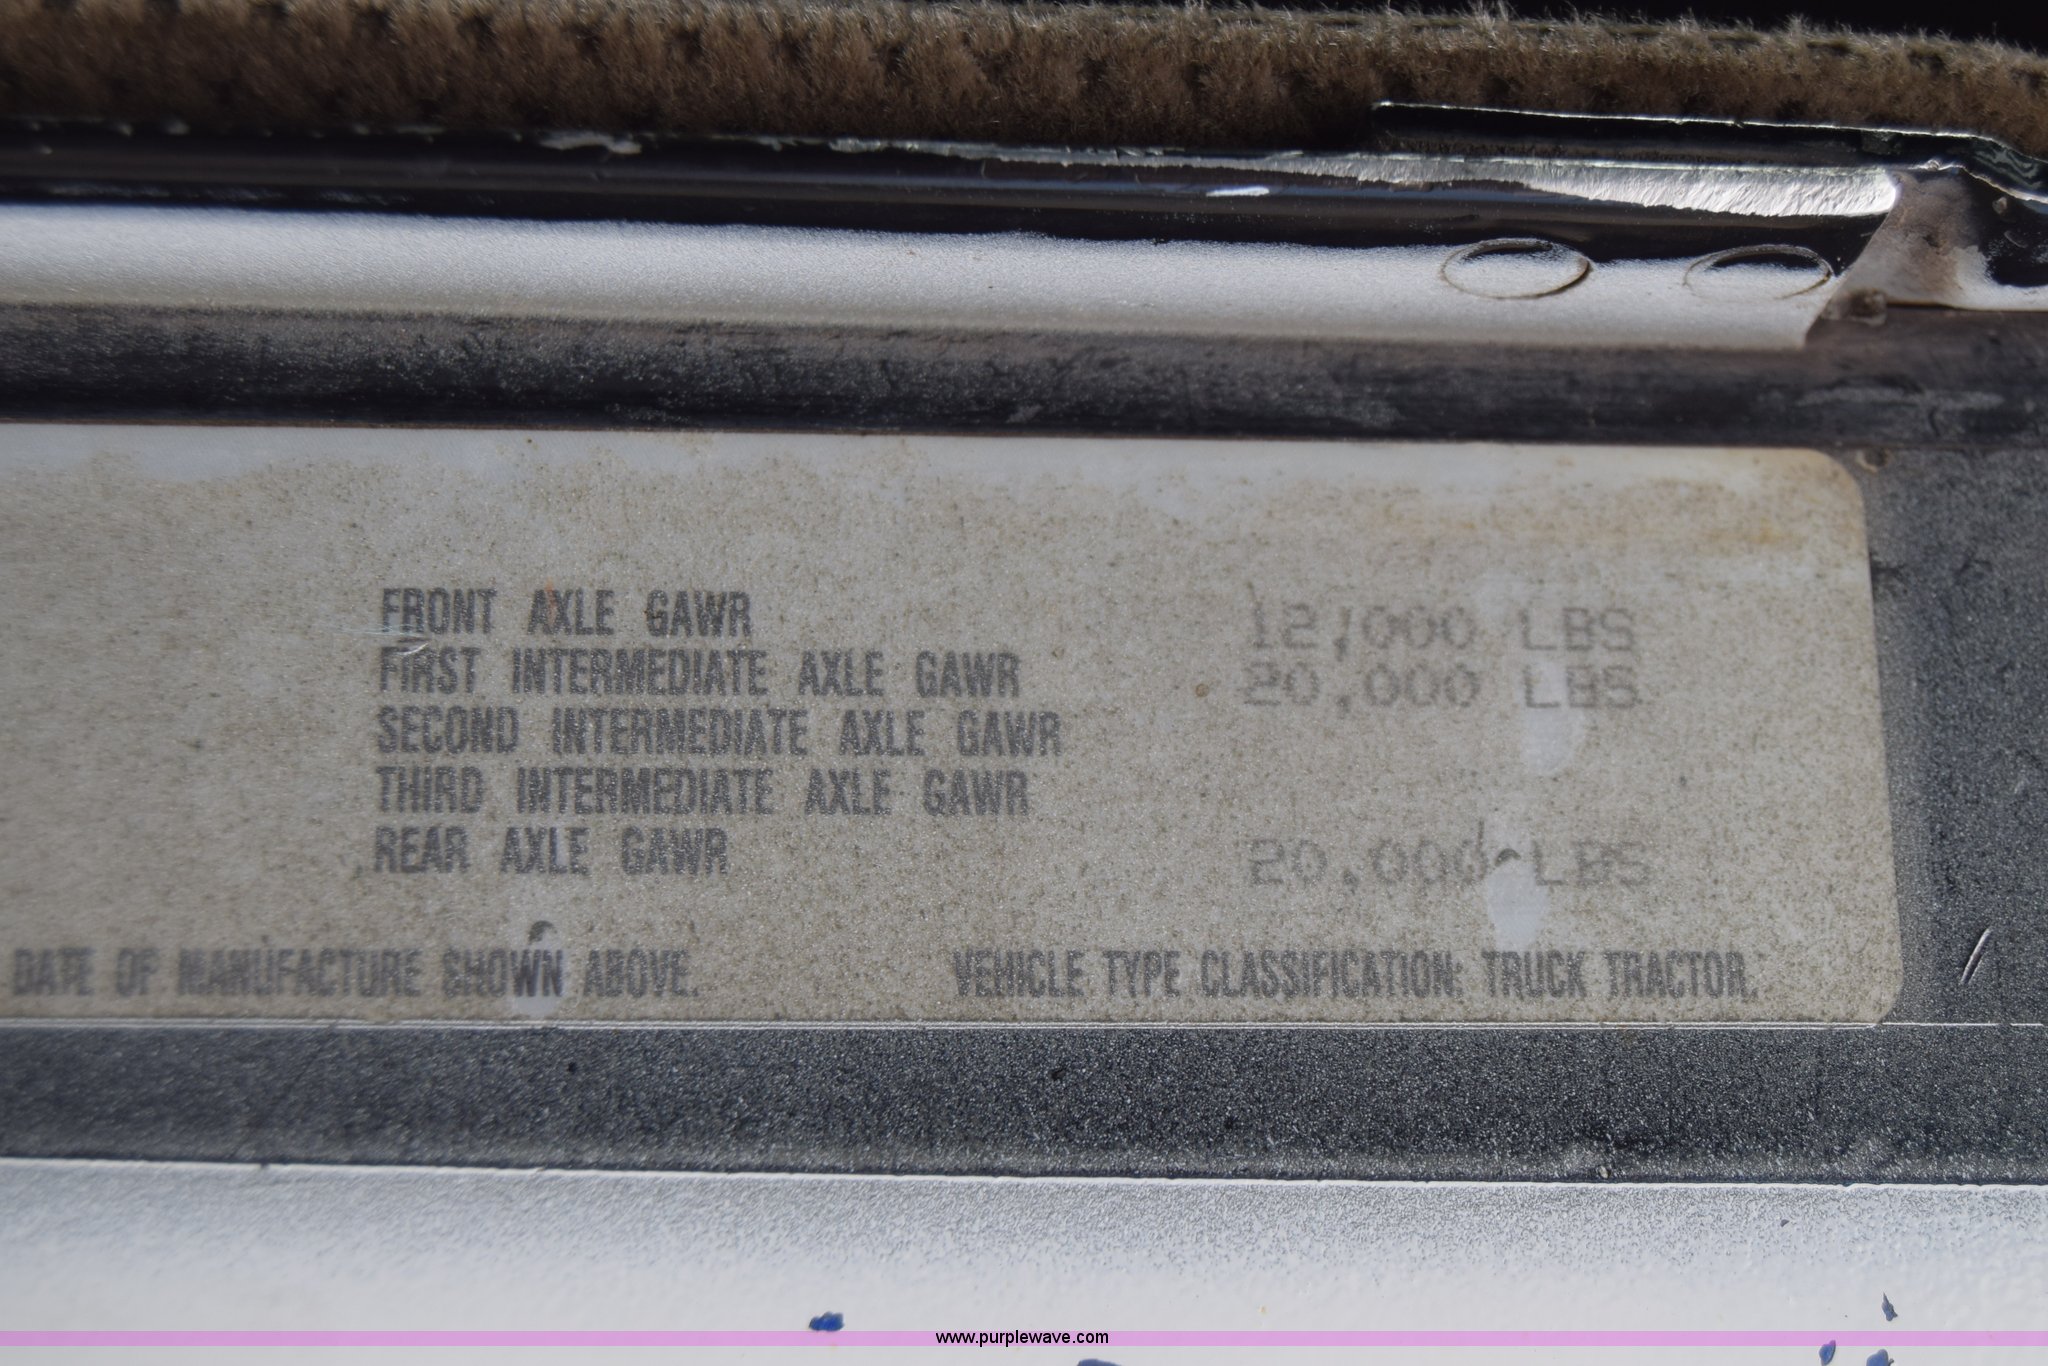 FRONT AXLE GAWR 12,000 LBS
FIRST INTERMEDIATE AXLE GAWR 20,000 LBS
SECOND INTERMEDIATE AXLE GAWR
THIRD INTERMEDIATE AXLE GAWR
REAR AXLE GAWR 20,000 LBS
DATE OF MANUFACTURE SHOWN ABOVE. VEHICLE TYPE CLASSIFICATION: TRUCK TRACTOR.
www.purplewave.com